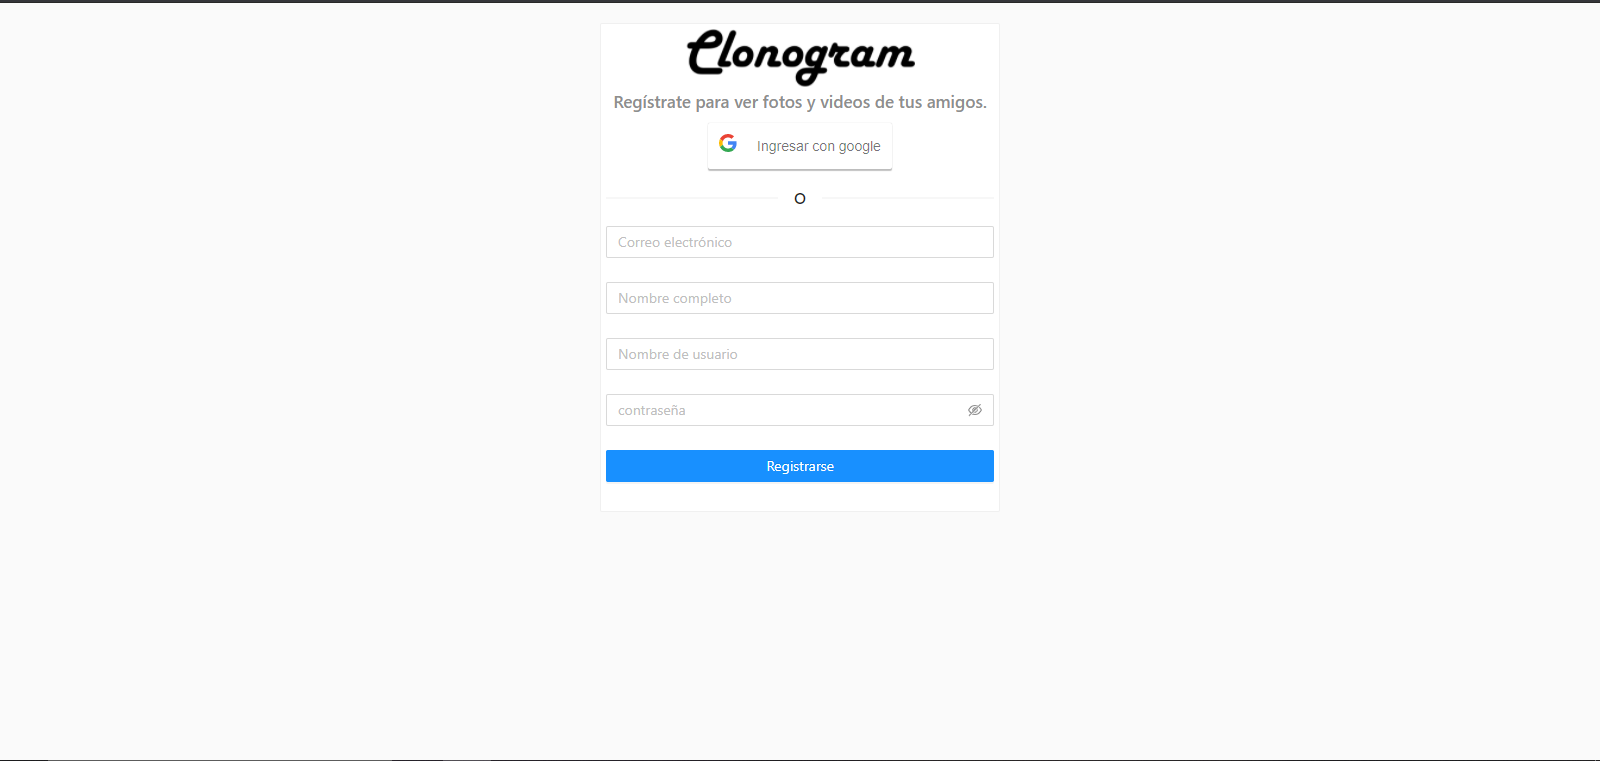 Clonogram
Regístrate para ver fotos y videos de tus amigos.
Ingresar con google
O
Correo electrónico
Nombre completo
Nombre de usuario
contraseña
Registrarse